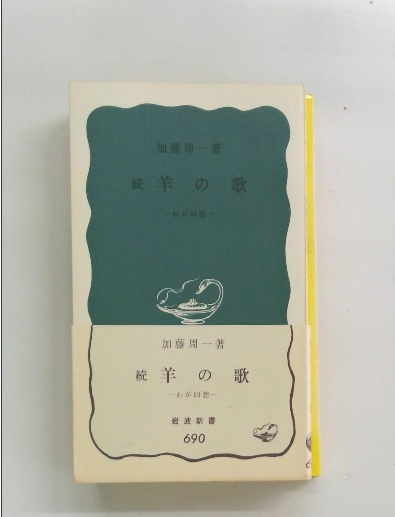 加藤周一著
続 羊の歌
―わが回想―
加藤周一著
続 羊の歌
―わが回想―
岩波新書
690
6